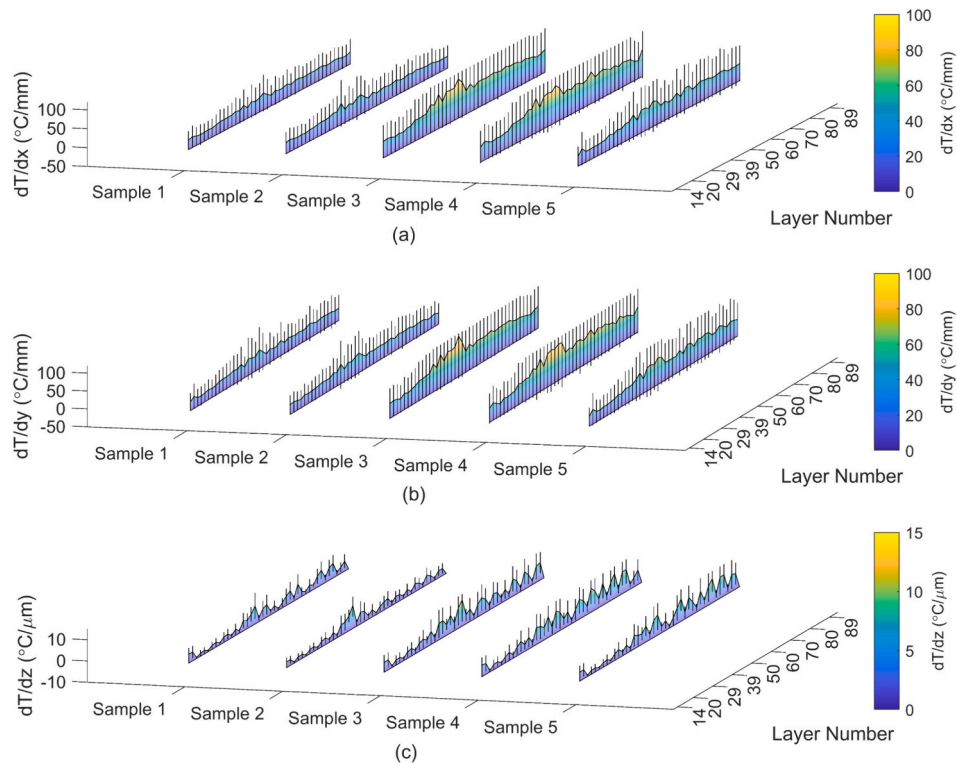 100
80
60
40
20
0
dT/dx (°C/mm)
dT/dx (°C/mm)
100
50
0
-50
Sample 1
Sample 2
Sample 3
Sample 4
Sample 5
14
20
29
39
50
60
70
80
89
Layer Number
(a)
100
80
60
40
20
0
dT/dy (°C/mm)
dT/dy (°C/mm)
100
50
0
-50
Sample 1
Sample 2
Sample 3
Sample 4
Sample 5
14
20
29
39
50
60
70
80
89
Layer Number
(b)
15
10
5
0
dT/dz (°C/μm)
dT/dz (°C/μm)
10
0
-10
Sample 1
Sample 2
Sample 3
Sample 4
Sample 5
14
20
29
39
50
60
70
80
89
Layer Number
(c)